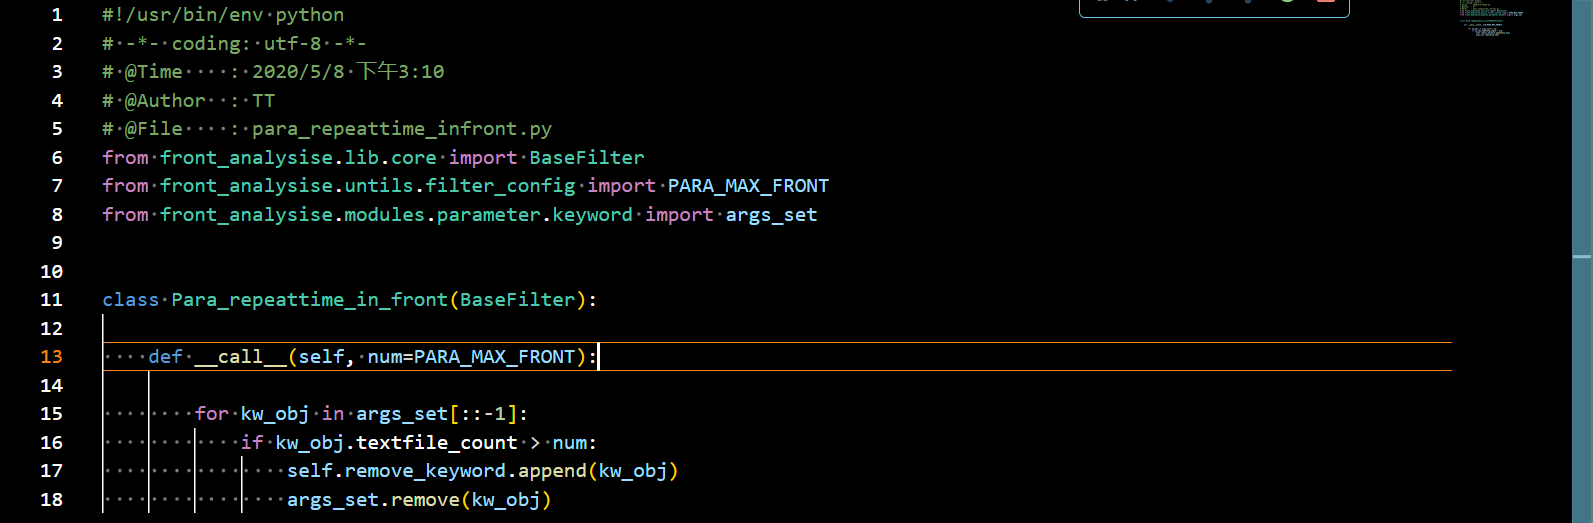 1 #!/usr/bin/env python
2 # -*- coding: utf-8 -*-
3 # @Time    : 2020/5/8 下午3:10
4 # @Author  : TT
5 # @File    : para_repeattime_infront.py
6 from front_analysise.lib.core import BaseFilter
7 from front_analysise.untils.filter_config import PARA_MAX_FRONT
8 from front_analysise.modules.parameter.keyword import args_set
9
10
11 class Para_repeattime_in_front(BaseFilter):
12
13     def __call__(self, num=PARA_MAX_FRONT):
14
15         for kw_obj in args_set[::-1]:
16             if kw_obj.textfile_count > num:
17                 self.remove_keyword.append(kw_obj)
18                 args_set.remove(kw_obj)